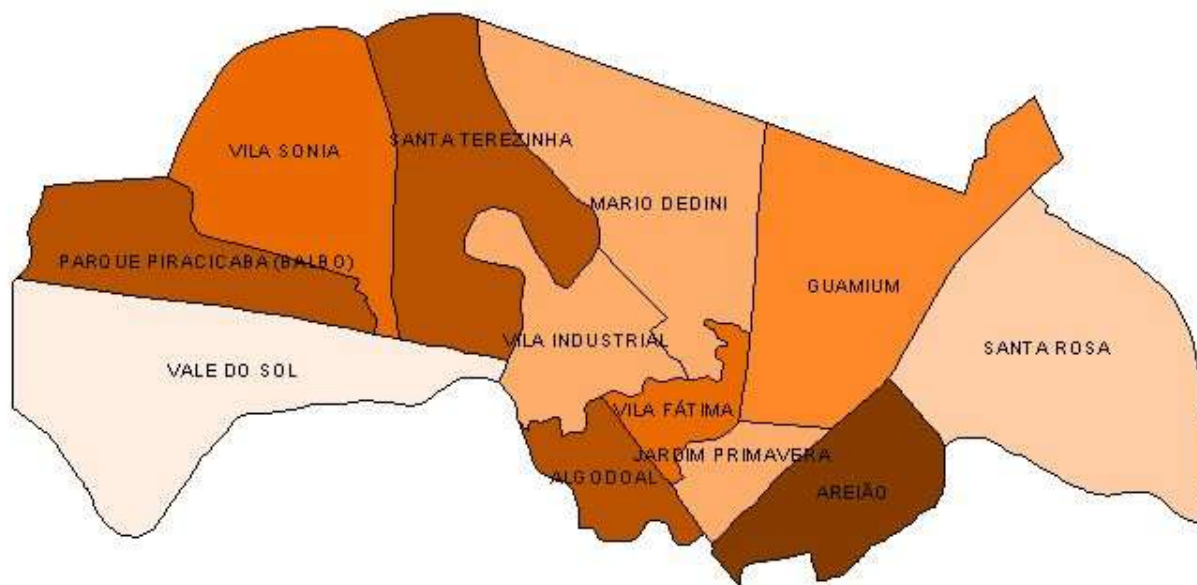 SANTA TEREZINHA
VILA SONIA
MARIO DEDINI
PARQUE PIRACICABA (BALBO)
GUAMIUM
VILA INDUSTRIAL
SANTA ROSA
VALE DO SOL
VILA FÁTIMA
JARDIM PRIMAVERA
ALGODOAL
AREIÃO